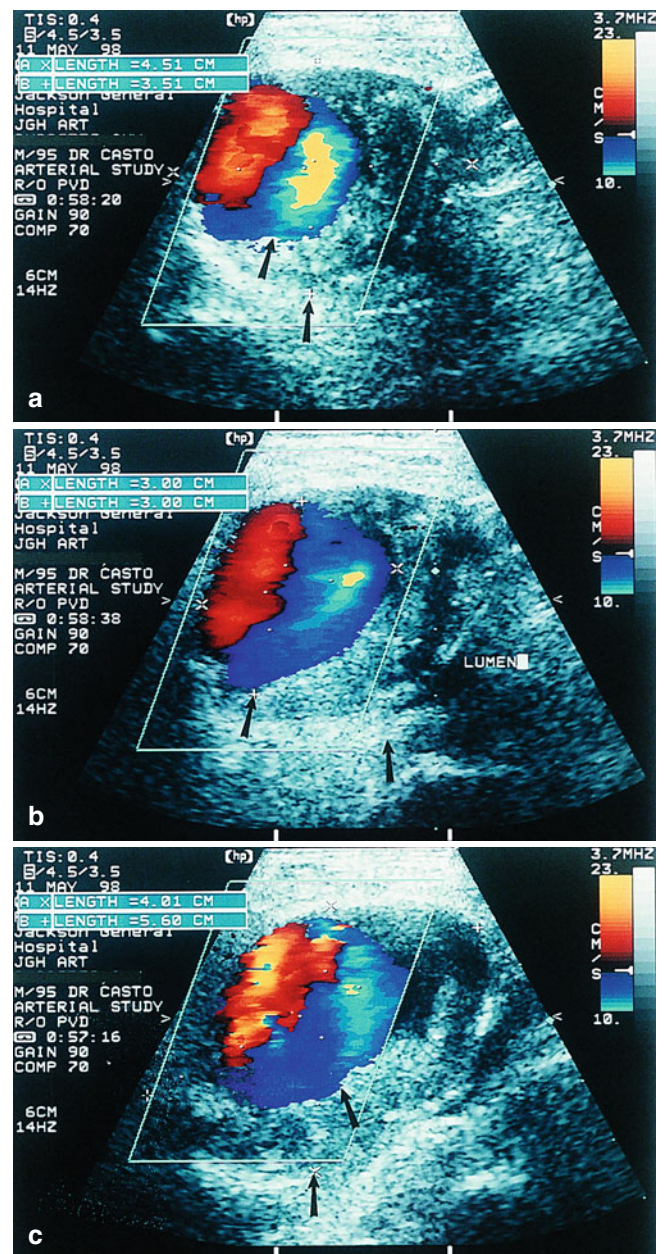 TIS:0.4
S/4.5/3.5
11 MAY 98
(hp)
3.7MHZ
23.
A X LENGTH =4.51 CM
B + LENGTH =3.51 CM
Jackson General
Hospital
JGH ART
C
M
/
S
10.
M/95 DR CASTO
ARTERIAL STUDY
R/O PVD
0:58:20
GAIN 90
COMP 70
6CM
14HZ
a
TIS:0.4
S/4.5/3.5
11 MAY 98
(hp)
3.7MHZ
23.
A X LENGTH =3.00 CM
B + LENGTH =3.00 CM
Jackson General
Hospital
JGH ART
C
M
/
S
10.
M/95 DR CASTO
ARTERIAL STUDY
R/O PVD
0:58:38
GAIN 90
COMP 70
LUMEN
6CM
14HZ
b
TIS:0.4
S/4.5/3.5
11 MAY 98
(hp)
3.7MHZ
23.
A X LENGTH =4.01 CM
B + LENGTH =5.60 CM
Jackson General
Hospital
JGH ART
C
M
/
S
10.
M/95 DR CASTO
ARTERIAL STUDY
R/O PVD
0:57:16
GAIN 90
COMP 70
6CM
14HZ
c